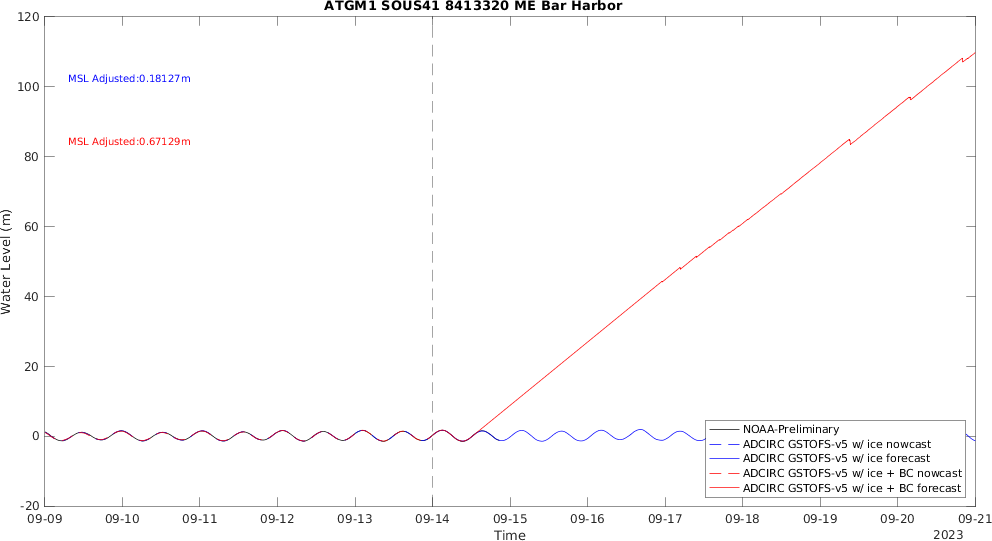 ATGM1 SOUS41 8413320 ME Bar Harbor
120
100
80
60
40
20
0
-20
Water Level (m)
MSL Adjusted:0.18127m
MSL Adjusted:0.67129m
NOAA-Preliminary
ADCIRC GSTOFS-v5 w/ ice nowcast
ADCIRC GSTOFS-v5 w/ ice forecast
ADCIRC GSTOFS-v5 w/ ice + BC nowcast
ADCIRC GSTOFS-v5 w/ ice + BC forecast
09-09 09-10 09-11 09-12 09-13 09-14 09-15 09-16 09-17 09-18 09-19 09-20 09-21
Time
2023